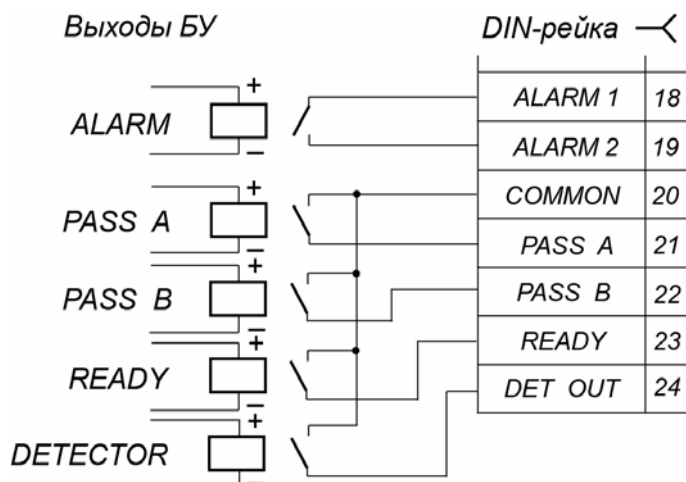 Выходы БУ
DIN-рейка
+
ALARM
–
ALARM 1 18
ALARM 2 19
+
PASS A
–
COMMON 20
PASS A 21
+
PASS B
–
PASS B 22
+
READY
–
READY 23
+
DETECTOR
–
DET OUT 24